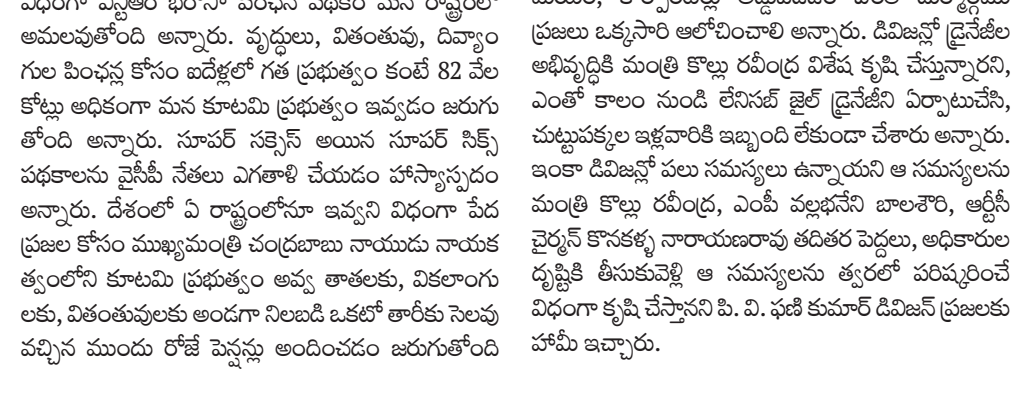 విధంగా ఎన్టీఆర్ భరోసా పింఛన్ పథకం మన రాష్ట్రంలో
అమలవుతోంది అన్నారు. వృద్ధులు, వితంతువు, దివ్యాం
గుల పింఛన్ల కోసం ఐదేళ్లలో గత ప్రభుత్వం కంటే 82 వేల
కోట్లు అధికంగా మన కూటమి ప్రభుత్వం ఇవ్వడం జరుగు
తోంది అన్నారు. సూపర్ సక్సెస్ అయిన సూపర్ సిక్స్
పథకాలను వైసీపీ నేతలు ఎగతాళి చేయడం హాస్యాస్పదం
అన్నారు. దేశంలో ఏ రాష్ట్రంలోనూ ఇవ్వని విధంగా పేద
ప్రజల కోసం ముఖ్యమంత్రి చంద్రబాబు నాయుడు నాయక
త్వంలోని కూటమి ప్రభుత్వం అవ్వ తాతలకు, వికలాంగు
లకు, వితంతువులకు అండగా నిలబడి ఒకటో తారీకు సెలవు
వచ్చిన ముందు రోజే పెన్షన్లు అందించడం జరుగుతోంది
ప్రజలు ఒక్కసారి ఆలోచించాలి అన్నారు. డివిజన్లో డ్రైనేజీల
అభివృద్ధికి మంత్రి కొల్లు రవీంద్ర విశేష కృషి చేస్తున్నారని,
ఎంతో కాలం నుండి లేనిసబ్ జైల్ డ్రైనేజీని ఏర్పాటుచేసి,
చుట్టుపక్కల ఇళ్లవారికి ఇబ్బంది లేకుండా చేశారు అన్నారు.
ఇంకా డివిజన్లో పలు సమస్యలు ఉన్నాయని ఆ సమస్యలను
మంత్రి కొల్లు రవీంద్ర, ఎంపీ వల్లభనేని బాలశౌరి, ఆర్టీసీ
చైర్మన్ కొనకళ్ళ నారాయణరావు తదితర పెద్దలు, అధికారుల
దృష్టికి తీసుకువెళ్లి ఆ సమస్యలను త్వరలో పరిష్కరించే
విధంగా కృషి చేస్తానని పి. వి. ఫణి కుమార్ డివిజన్ ప్రజలకు
హామీ ఇచ్చారు.